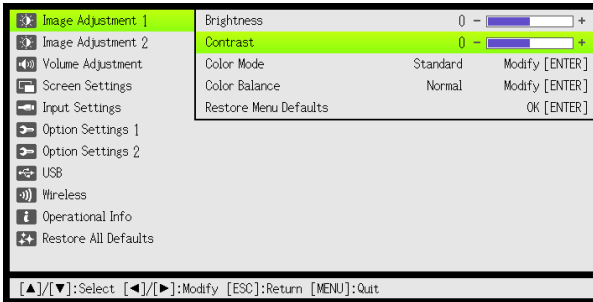 Image Adjustment 1
Image Adjustment 2
Volume Adjustment
Screen Settings
Input Settings
Option Settings 1
Option Settings 2
USB
Wireless
Operational Info
Restore All Defaults
Brightness 0 - +
Contrast 0 - +
Color Mode Standard Modify [ENTER]
Color Balance Normal Modify [ENTER]
Restore Menu Defaults OK [ENTER]
[▲]/[▼]:Select [◄]/[►]:Modify [ESC]:Return [MENU]:Quit